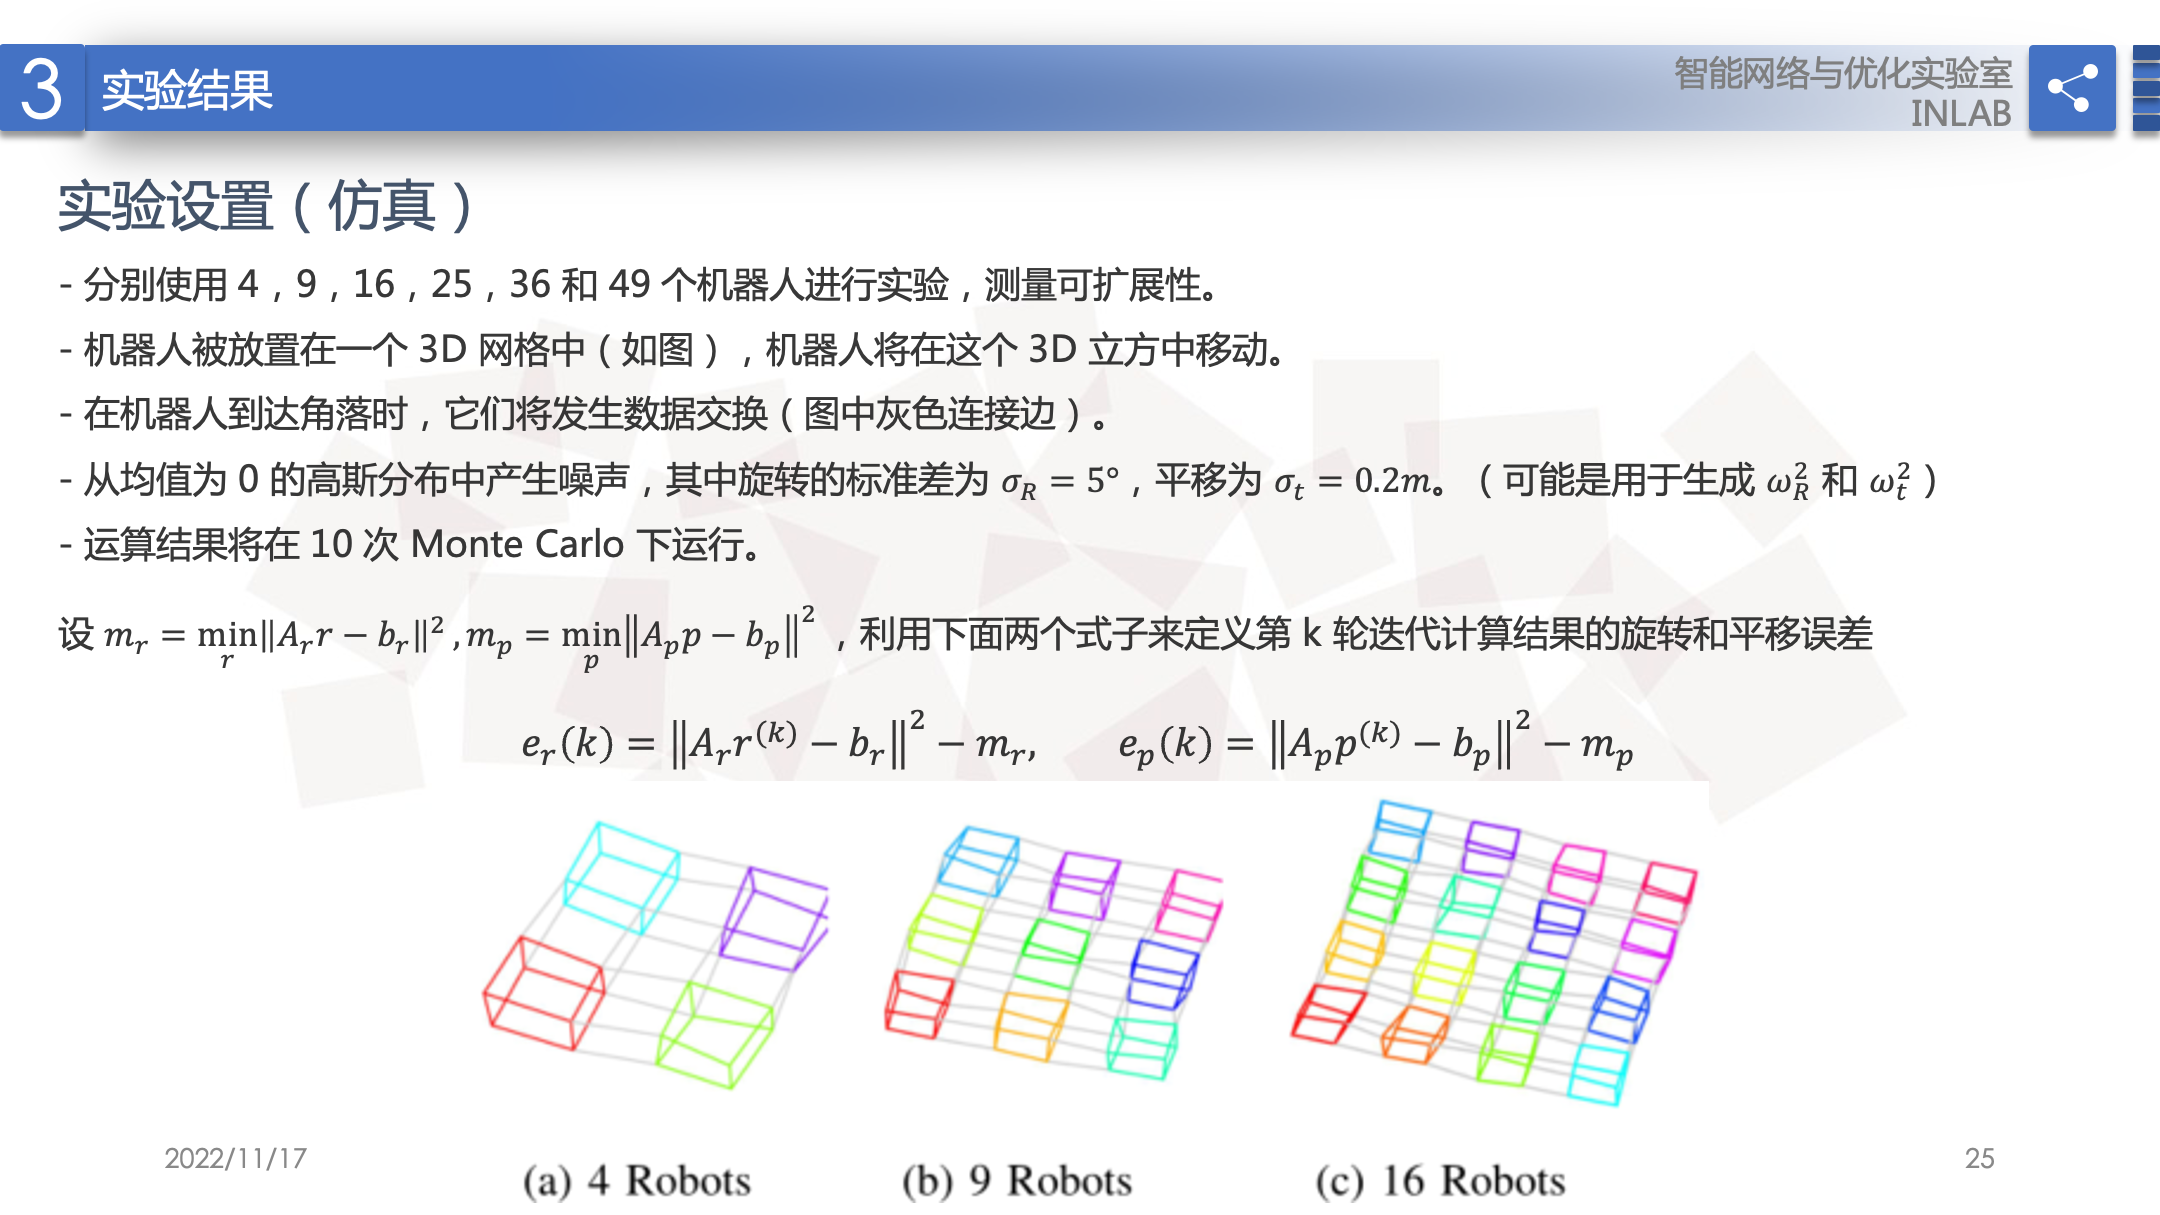 3 实验结果
智能网络与优化实验室
INLAB
实验设置（仿真）
- 分别使用 4，9，16，25，36 和 49 个机器人进行实验，测量可扩展性。
- 机器人被放置在一个 3D 网格中（如图），机器人将在这个 3D 立方中移动。
- 在机器人到达角落时，它们将发生数据交换（图中灰色连接边）。
- 从均值为 0 的高斯分布中产生噪声，其中旋转的标准差为 $\sigma_R = 5°$，平移为 $\sigma_t = 0.2m$。（可能是用于生成 $\omega_R^2$ 和 $\omega_t^2$）
- 运算结果将在 10 次 Monte Carlo 下运行。
设 $m_r = \min_r \|A_r r - b_r\|^2, m_p = \min_p \|A_p p - b_p\|^2$，利用下面两个式子来定义第 k 轮迭代计算结果的旋转和平移误差
$e_r(k) = \|A_r r^{(k)} - b_r\|^2 - m_r, \quad e_p(k) = \|A_p p^{(k)} - b_p\|^2 - m_p$
(a) 4 Robots (b) 9 Robots (c) 16 Robots
2022/11/17
25